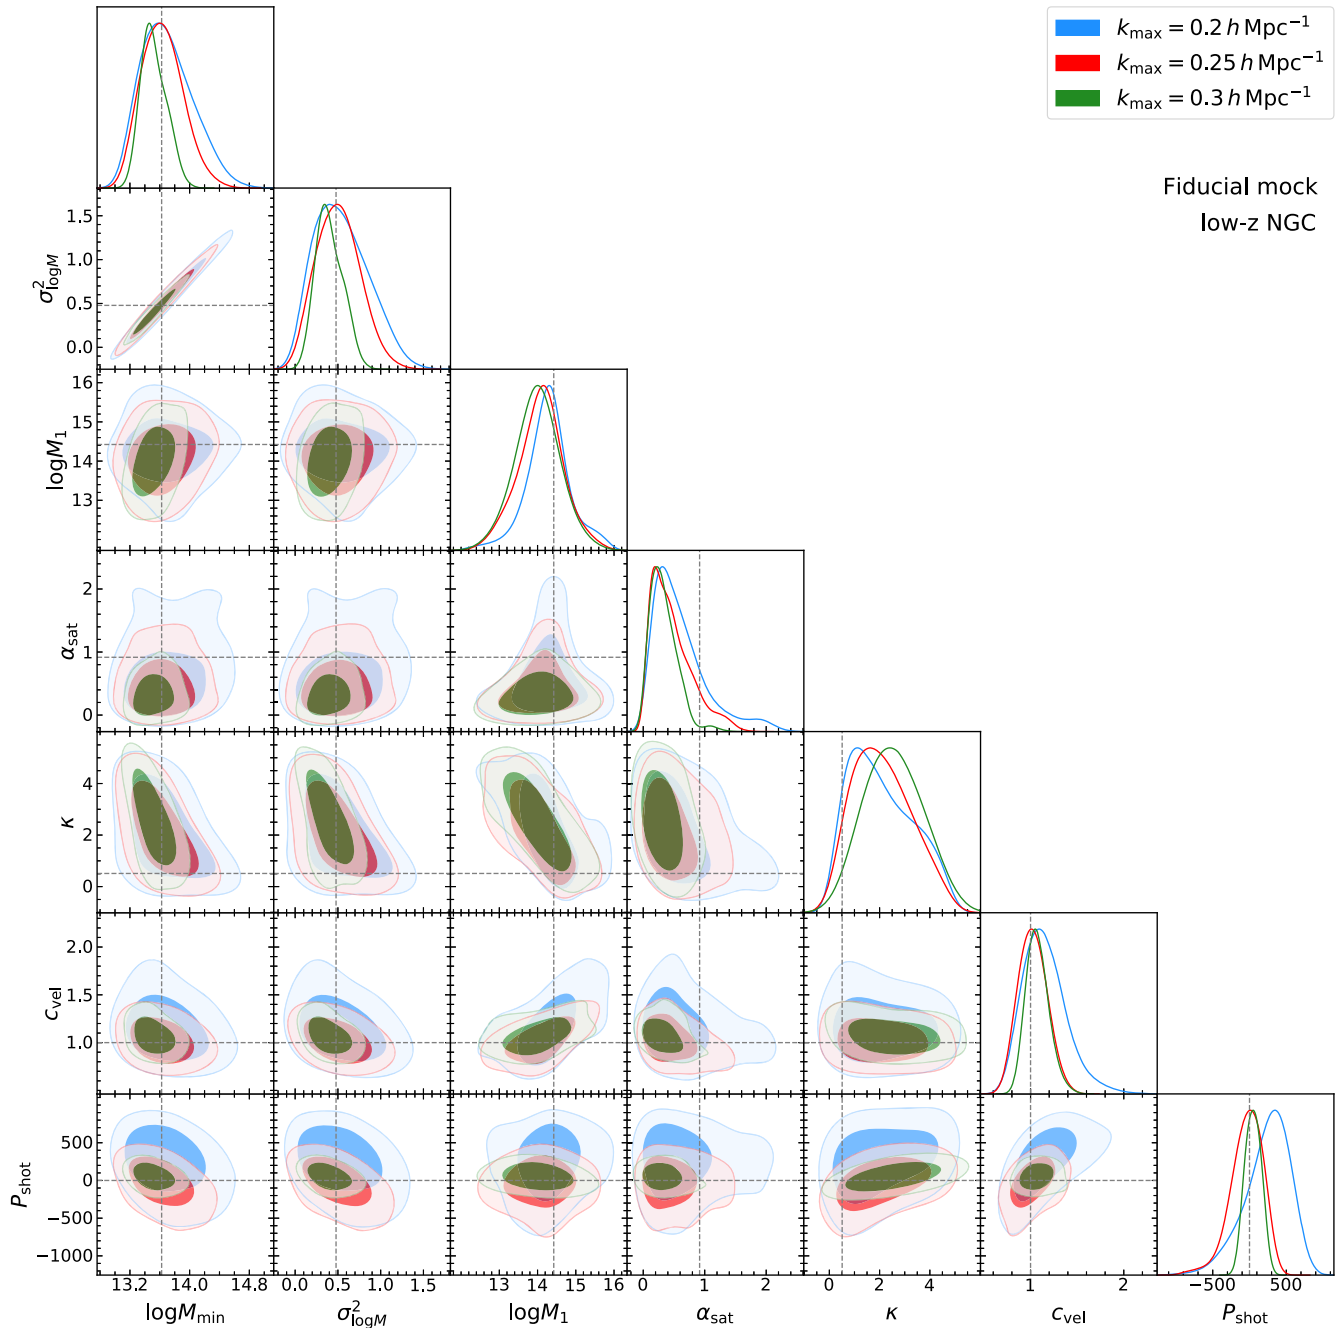 k_max = 0.2 h Mpc⁻¹
k_max = 0.25 h Mpc⁻¹
k_max = 0.3 h Mpc⁻¹
Fiducial mock
low-z NGC
σ²_logM
1.5
1.0
0.5
0.0
logM₁
16
15
14
13
α_sat
2
1
0
κ
4
2
0
c_vel
2.0
1.5
1.0
P_shot
500
0
−500
−1000
13.2 14.0 14.8
0.0 0.5 1.0 1.5
13 14 15 16
0 1 2
0 2 4
1 2
−500 500
logM_min
σ²_logM
logM₁
α_sat
κ
c_vel
P_shot